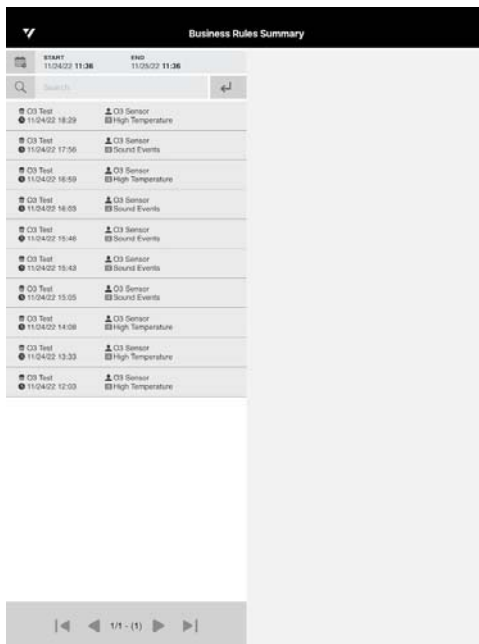 Business Rules Summary
START END
11/24/22 11:36 11/25/22 11:36
Search
O3 Test O3 Sensor
11/24/22 18:29 High Temperature
O3 Test O3 Sensor
11/24/22 17:56 Sound Events
O3 Test O3 Sensor
11/24/22 16:59 High Temperature
O3 Test O3 Sensor
11/24/22 16:03 Sound Events
O3 Test O3 Sensor
11/24/22 15:46 Sound Events
O3 Test O3 Sensor
11/24/22 15:43 Sound Events
O3 Test O3 Sensor
11/24/22 15:05 Sound Events
O3 Test O3 Sensor
11/24/22 14:08 High Temperature
O3 Test O3 Sensor
11/24/22 13:33 High Temperature
O3 Test O3 Sensor
11/24/22 12:03 High Temperature
1/1 - (1)